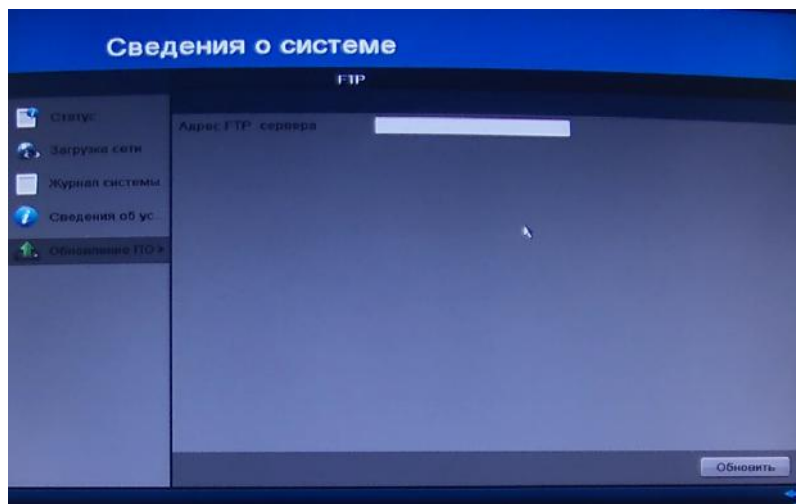 Сведения о системе
FTP
Статус
Загрузка сети
Журнал системы
Сведения об ус...
Обновление ПО >
Адрес FTP сервера
Обновить